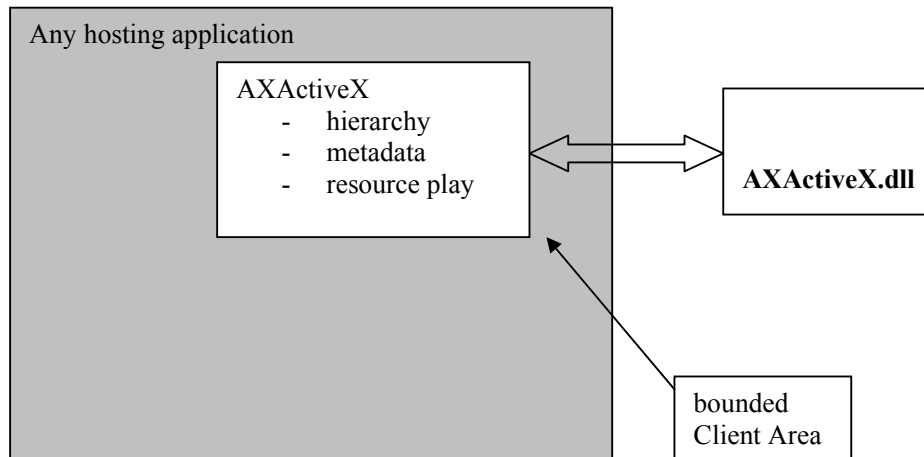 Any hosting application
AXActiveX
- hierarchy
- metadata
- resource play
AXActiveX.dll
bounded
Client Area